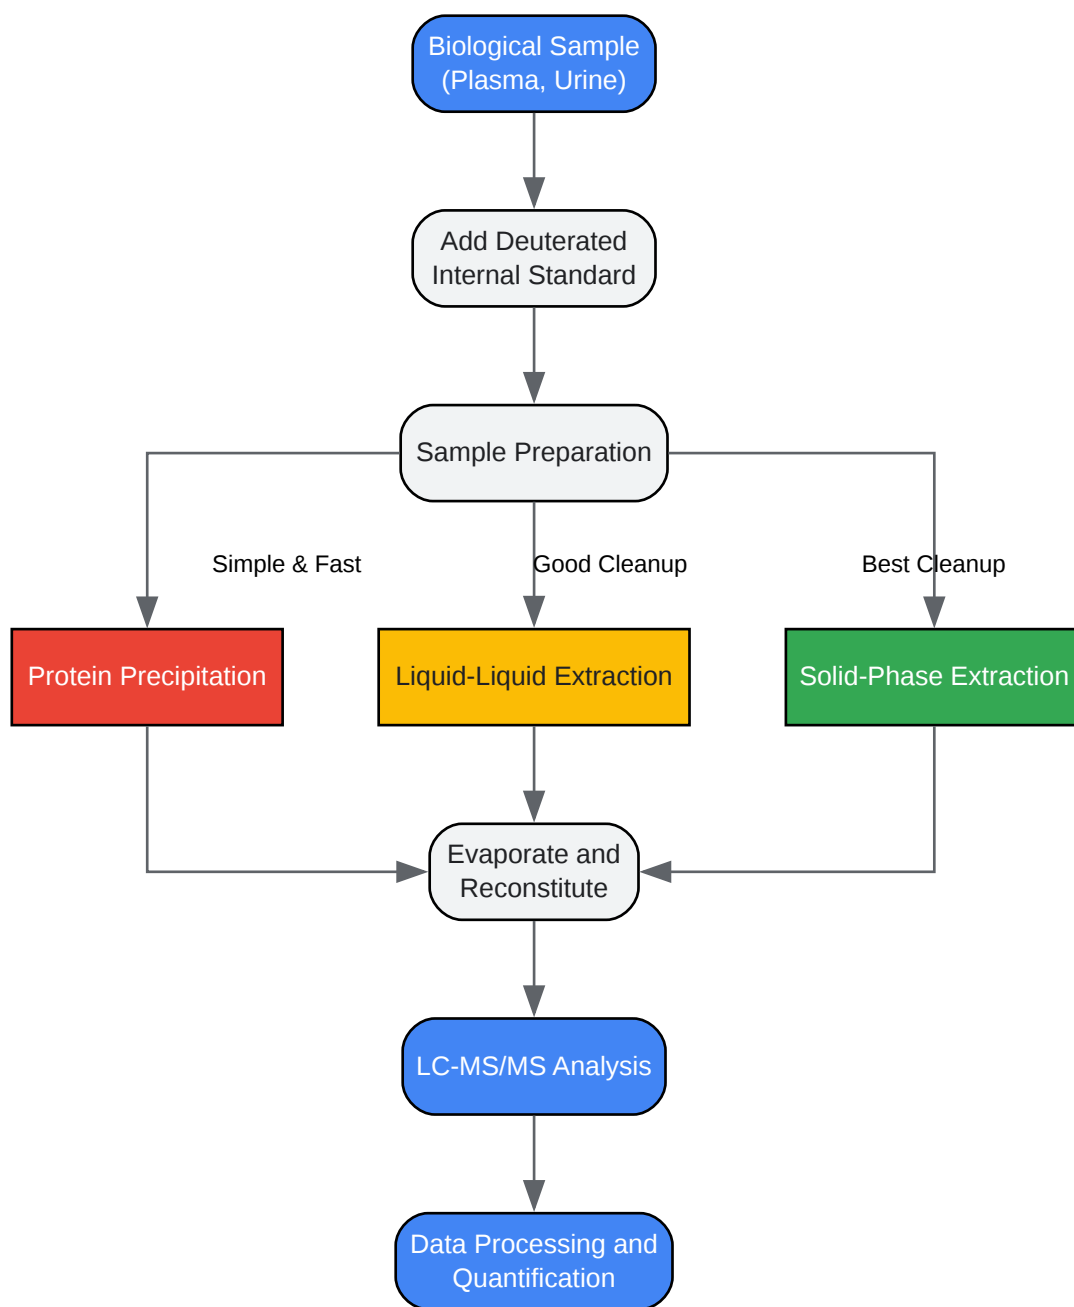 Biological Sample
(Plasma, Urine)
Add Deuterated
Internal Standard
Sample Preparation
Simple & Fast
Good Cleanup
Best Cleanup
Protein Precipitation
Liquid-Liquid Extraction
Solid-Phase Extraction
Evaporate and
Reconstitute
LC-MS/MS Analysis
Data Processing and
Quantification